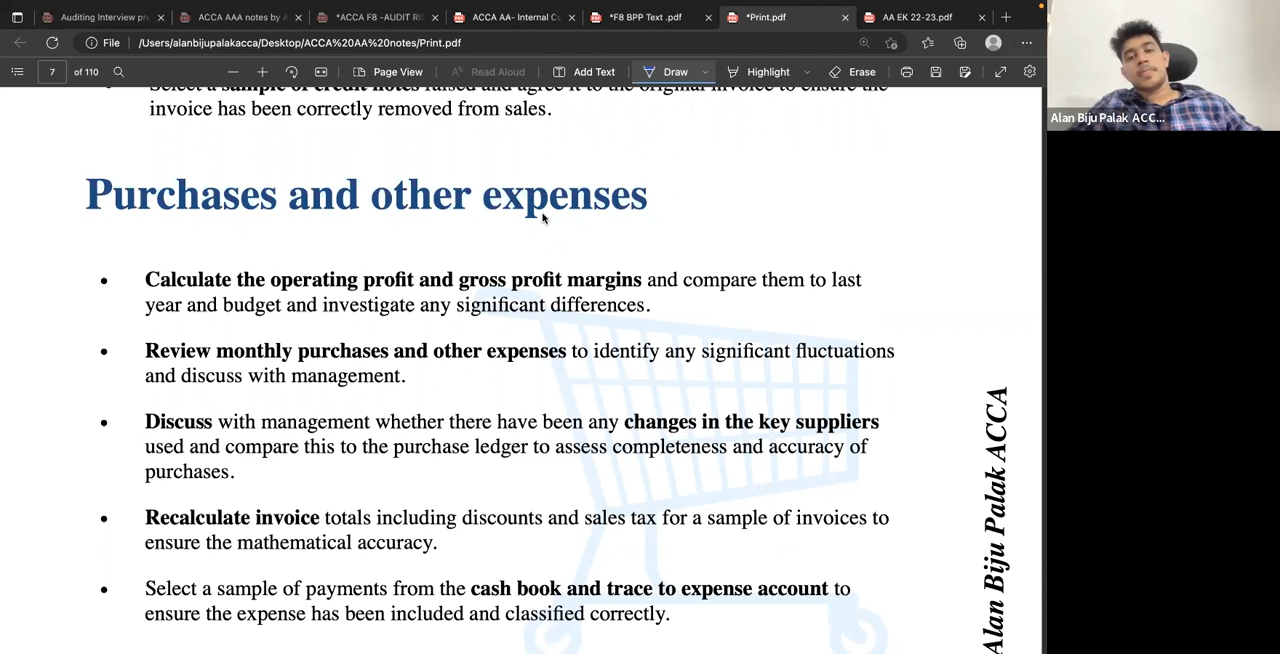 Auditing Interview pre
ACCA AAA notes by A
*ACCA F8 -AUDIT RI
ACCA AA- Internal C
*F8 BPP Text .pdf
*Print.pdf
AA EK 22-23.pdf
File
/Users/alanbijupalakacca/Desktop/ACCA%20AA%20notes/Print.pdf
7 of 110
Page View
Read Aloud
Add Text
Draw
Highlight
Erase
Select a sample of credit notes raised and agree it to the original invoice to ensure the
invoice has been correctly removed from sales.
Purchases and other expenses
• Calculate the operating profit and gross profit margins and compare them to last
year and budget and investigate any significant differences.
• Review monthly purchases and other expenses to identify any significant fluctuations
and discuss with management.
• Discuss with management whether there have been any changes in the key suppliers
used and compare this to the purchase ledger to assess completeness and accuracy of
purchases.
• Recalculate invoice totals including discounts and sales tax for a sample of invoices to
ensure the mathematical accuracy.
• Select a sample of payments from the cash book and trace to expense account to
ensure the expense has been included and classified correctly.
Alan Biju Palak ACCA
Alan Biju Palak ACC...